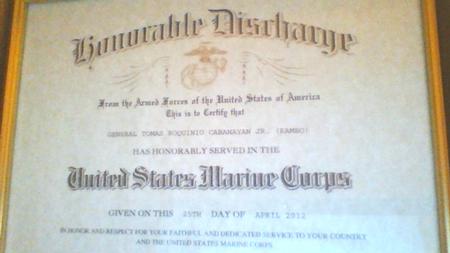 Honorable Discharge
From the Armed Forces of the United States of America
This is to Certify that
GENERAL TOMAS ROQUINIO CABANAYAN JR. (RAMBO)
HAS HONORABLY SERVED IN THE
United States Marine Corps
GIVEN ON THIS 25TH DAY OF APRIL 2012
IN HONOR AND RESPECT FOR YOUR FAITHFUL AND DEDICATED SERVICE TO YOUR COUNTRY
AND THE UNITED STATES MARINE CORPS